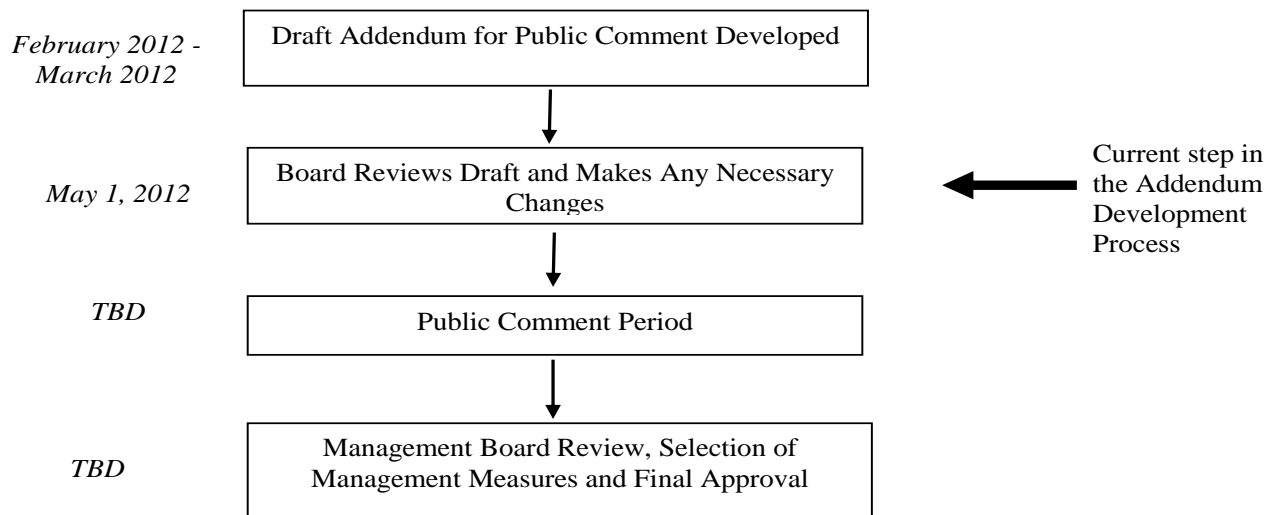 February 2012 -
March 2012
Draft Addendum for Public Comment Developed
May 1, 2012
Board Reviews Draft and Makes Any Necessary
Changes
Current step in
the Addendum
Development
Process
TBD
Public Comment Period
TBD
Management Board Review, Selection of
Management Measures and Final Approval